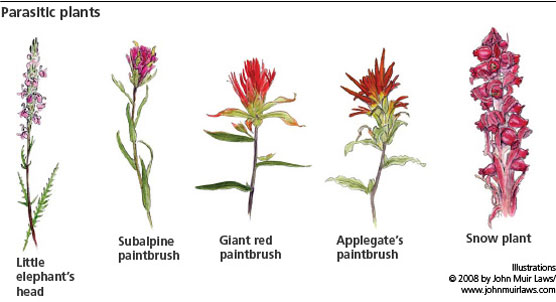 Parasitic plants
Little
elephant's
head
Subalpine
paintbrush
Giant red
paintbrush
Applegate's
paintbrush
Snow plant
Illustrations
© 2008 by John Muir Laws/
www.johnmuirlaws.com